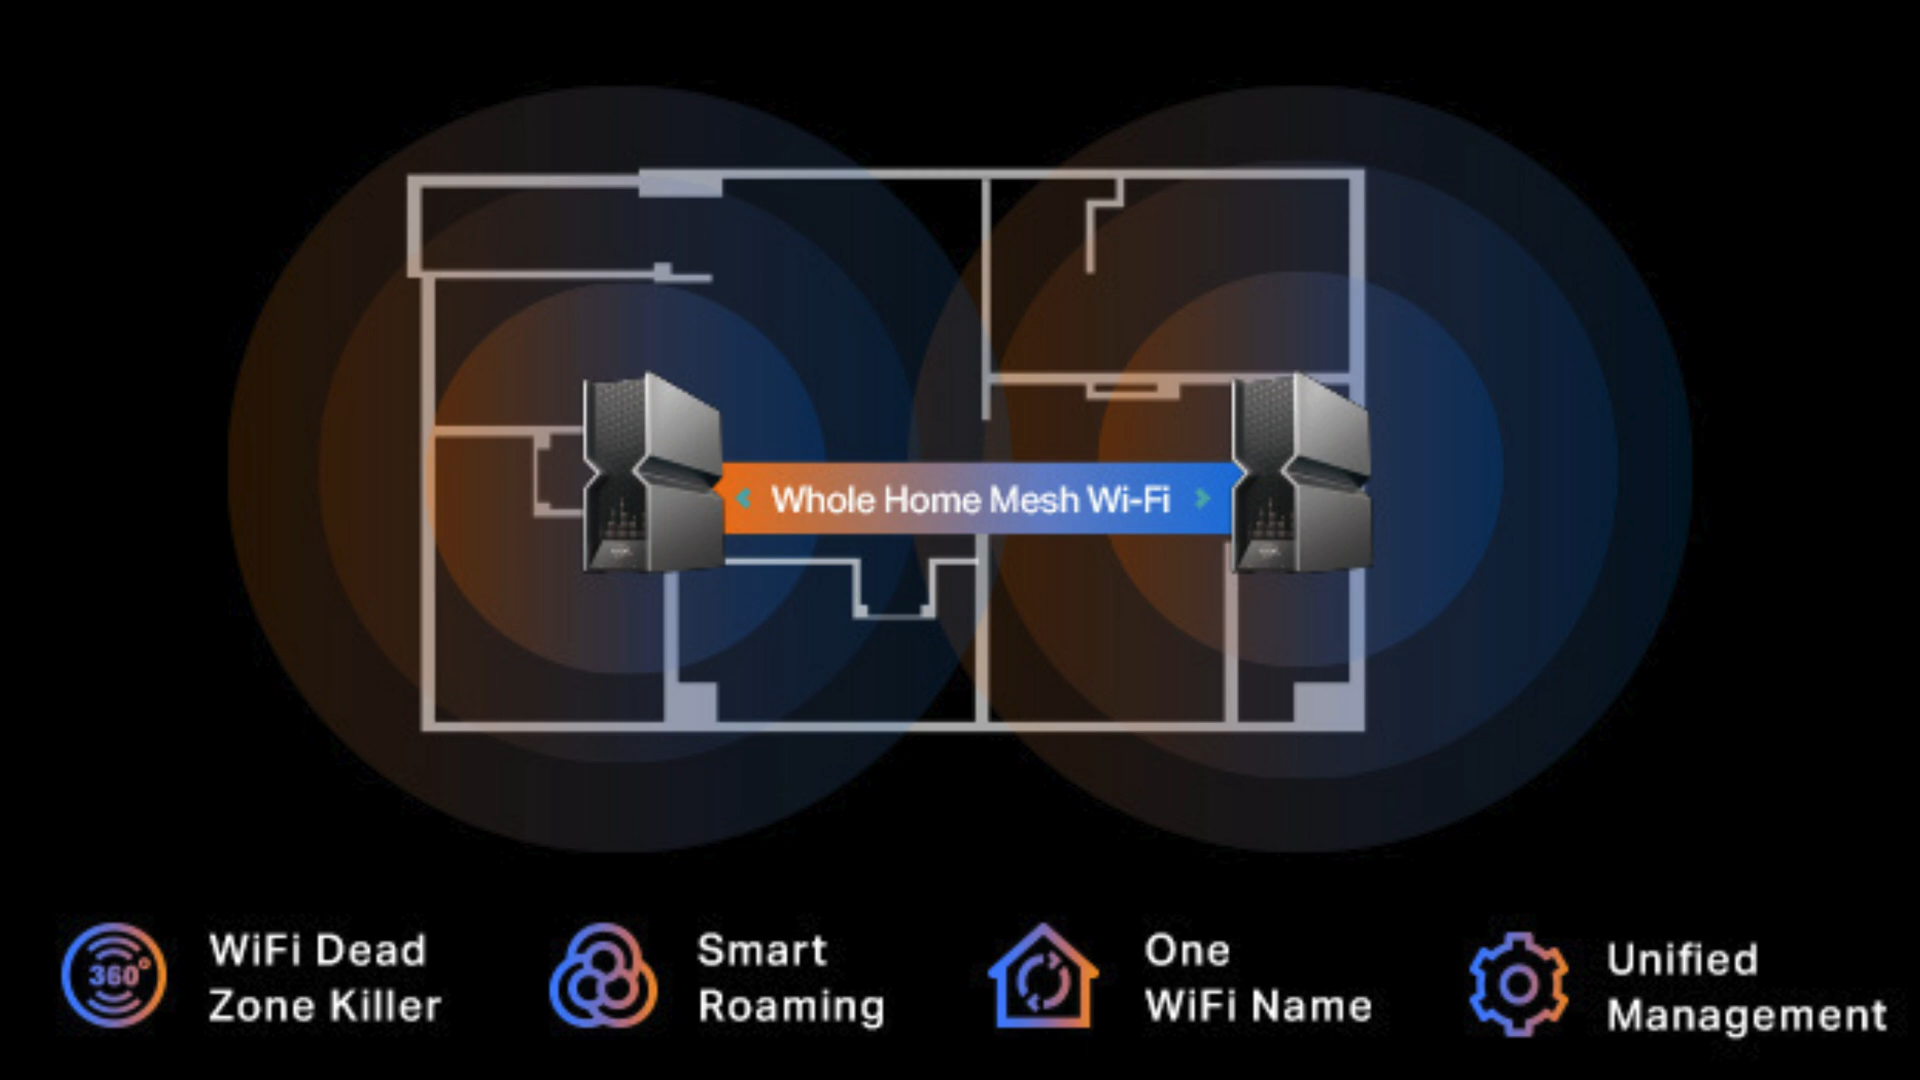 Whole Home Mesh Wi-Fi
360°
WiFi Dead
Zone Killer
Smart
Roaming
One
WiFi Name
Unified
Management